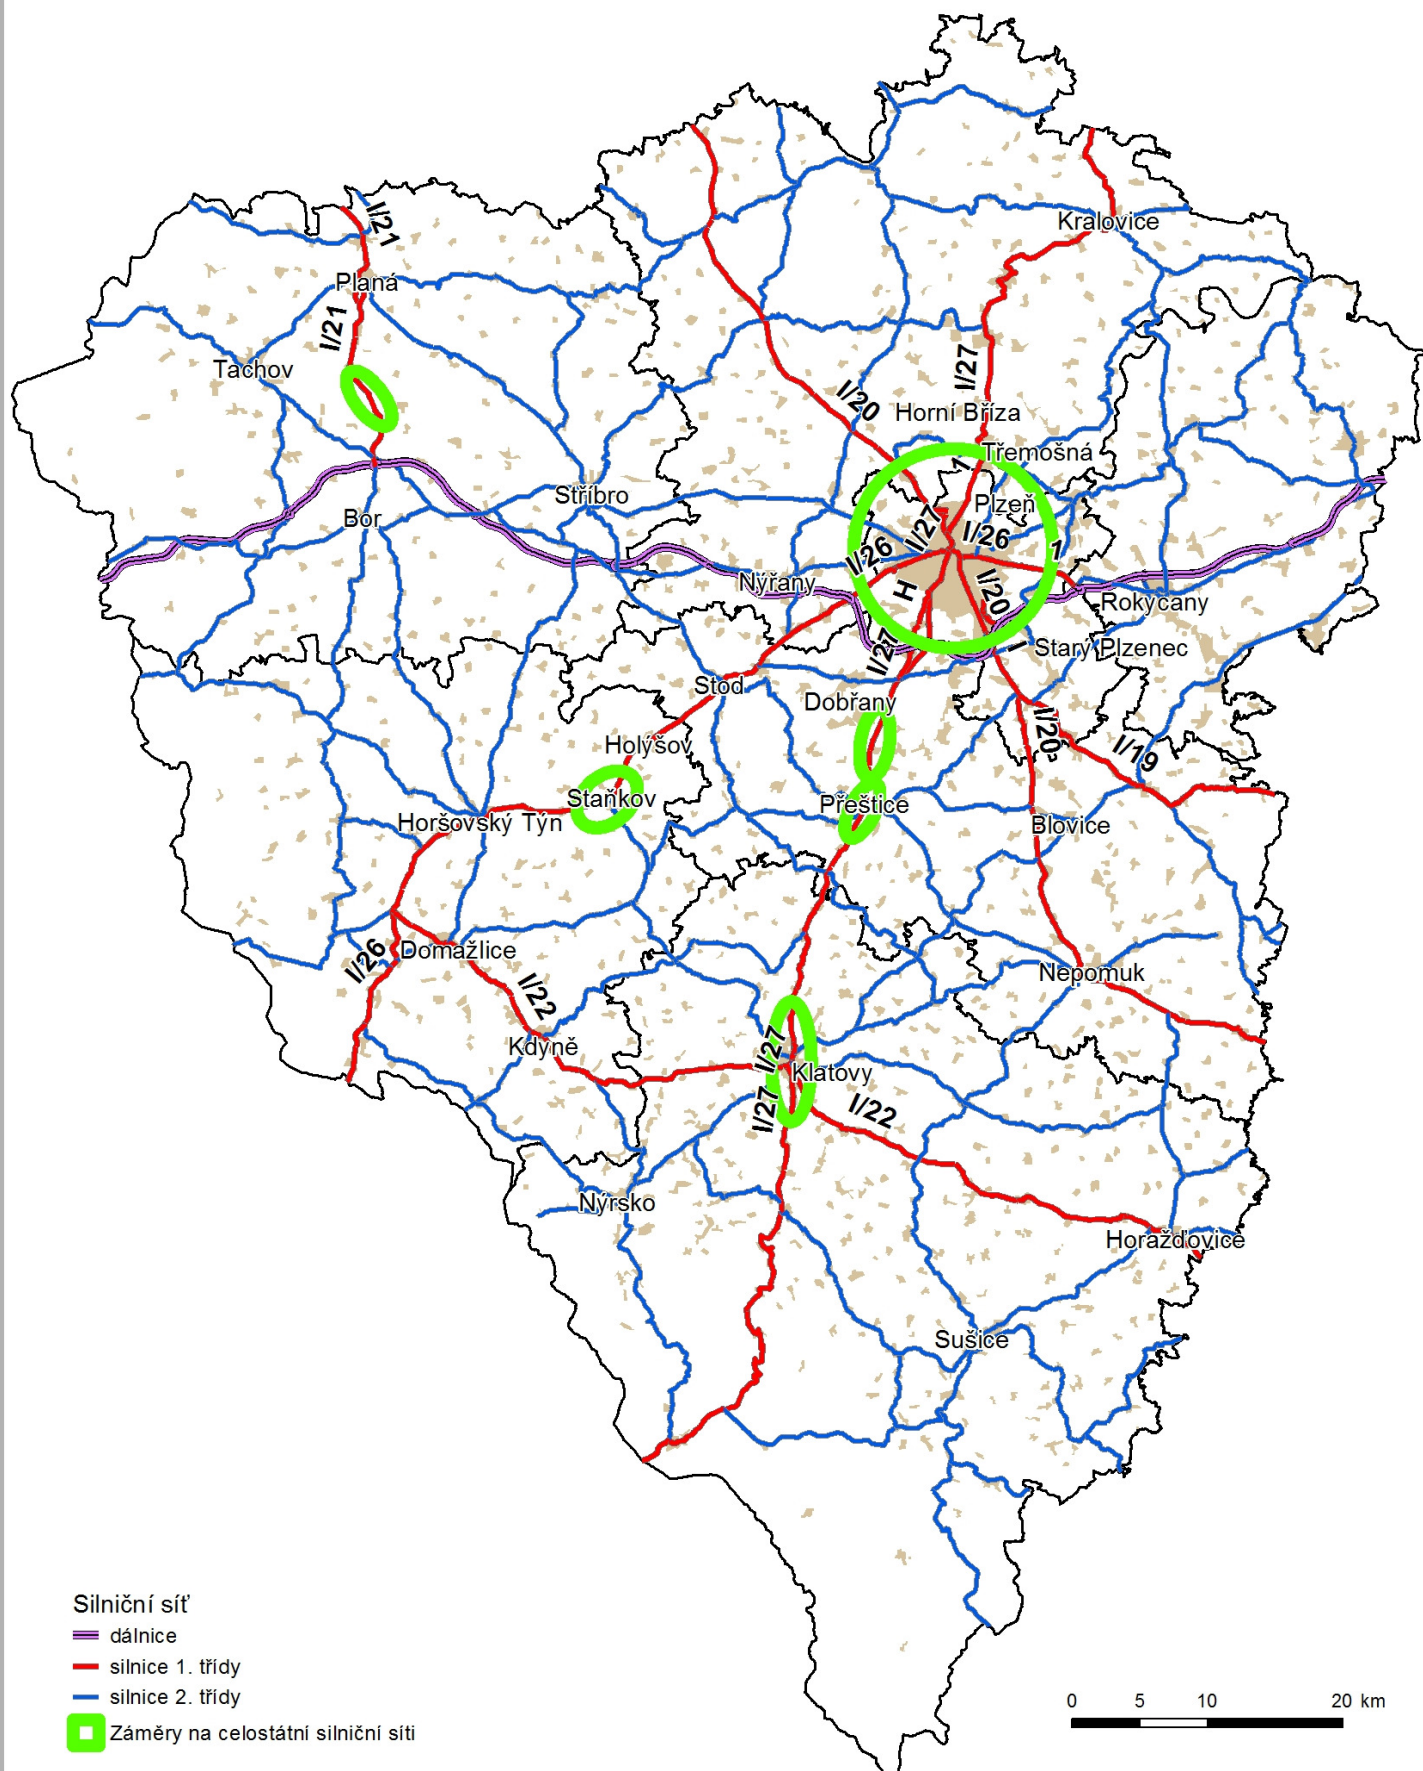 I/21
Kralovice
Planá
I/21
Tachov
I/27
I/20
Horní Bříza
Třemošná
1
Stříbro
Plzeň
Bor
I/27
I/26
1
I/26
Nýřany
H
I/20
Rokycany
I/27
I
Starý Plzenec
Stod
Dobřany
I/20
I/19
Holýšov
Staňkov
Přeštice
Horšovský Týn
Blovice
I/26
Domažlice
Nepomuk
I/22
Kdyně
I/27
Klatovy
I/27
I/22
Nýrsko
Horažďovice
Sušice
Silniční síť
dálnice
silnice 1. třídy
silnice 2. třídy
Záměry na celostátní silniční síti
0 5 10 20 km